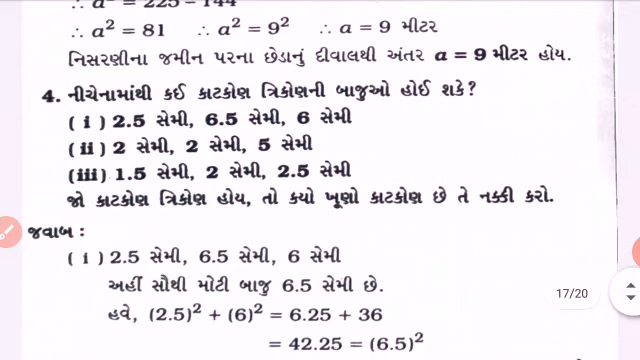 ∴ a² = 225 − 144
∴ a² = 81 ∴ a² = 9² ∴ a = 9 મીટર
નિસરણીના જમીન પરના છેડાનું દીવાલથી અંતર a = 9 મીટર હોય.
4. નીચેનામાંથી કઈ કાટકોણ ત્રિકોણની બાજુઓ હોઈ શકે?
( i ) 2.5 સેમી, 6.5 સેમી, 6 સેમી
(ii) 2 સેમી, 2 સેમી, 5 સેમી
(iii) 1.5 સેમી, 2 સેમી, 2.5 સેમી
જો કાટકોણ ત્રિકોણ હોય, તો કયો ખૂણો કાટકોણ છે તે નક્કી કરો.
જવાબ :
( i ) 2.5 સેમી, 6.5 સેમી, 6 સેમી
અહીં સૌથી મોટી બાજુ 6.5 સેમી છે.
17/20
હવે, (2.5)² + (6)² = 6.25 + 36
= 42.25 = (6.5)²